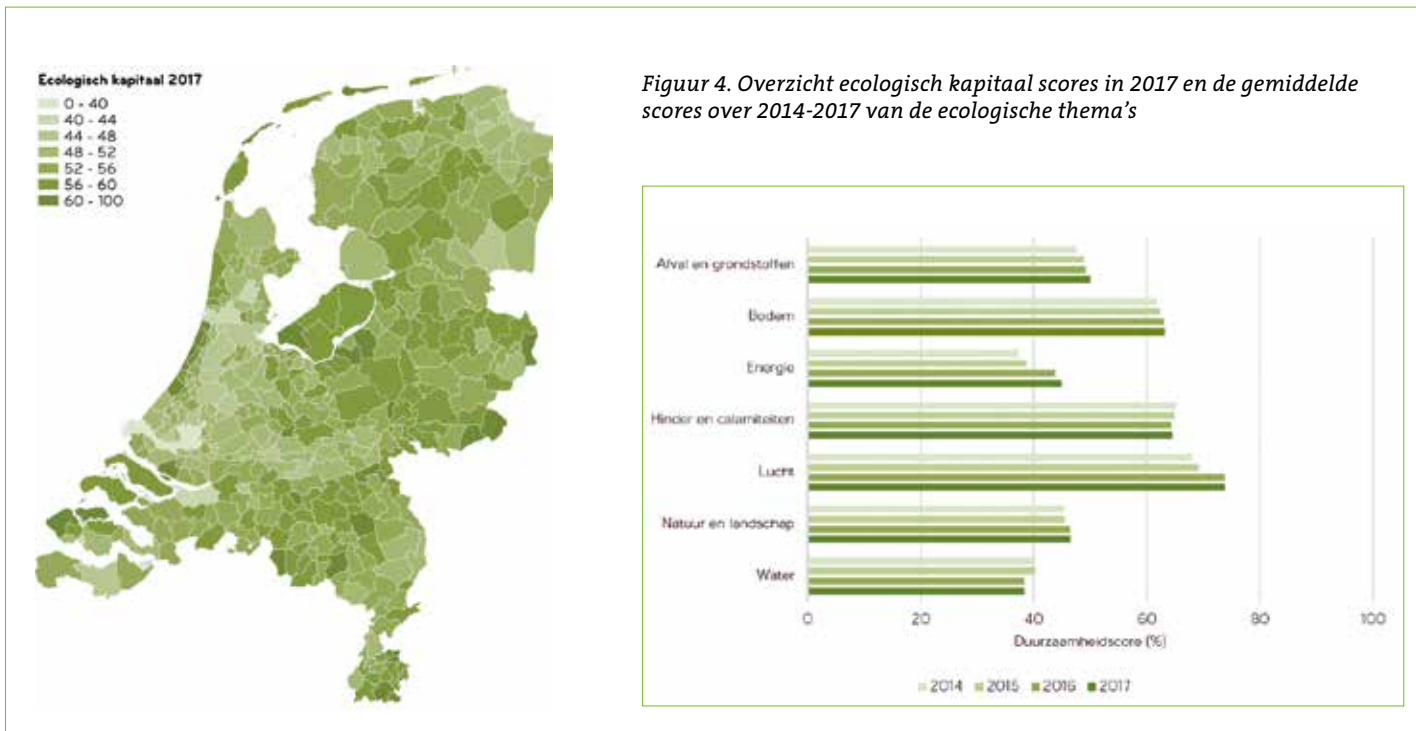 Ecologisch kapitaal 2017
0 - 40
40 - 44
44 - 48
48 - 52
52 - 56
56 - 60
60 - 100
Figuur 4. Overzicht ecologisch kapitaal scores in 2017 en de gemiddelde
scores over 2014-2017 van de ecologische thema's
Afval en grondstoffen
Bodem
Energie
Hinder en calamiteiten
Lucht
Natuur en landschap
Water
0 20 40 60 80 100
Duurzaamheidscore (%)
2014 2015 2016 2017